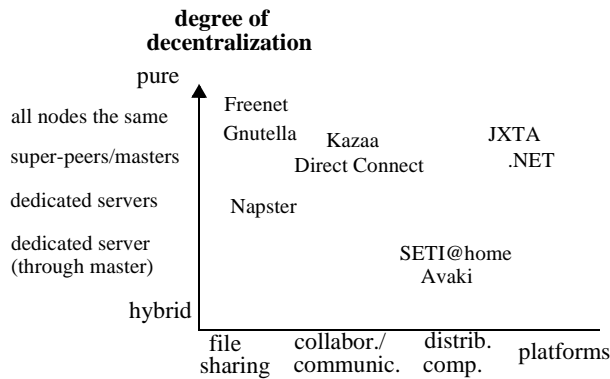 degree of
decentralization
pure
all nodes the same
super-peers/masters
dedicated servers
dedicated server
(through master)
hybrid
Freenet
Gnutella
Kazaa
Direct Connect
JXTA
.NET
Napster
SETI@home
Avaki
file
sharing
collabor./
communic.
distrib.
comp.
platforms